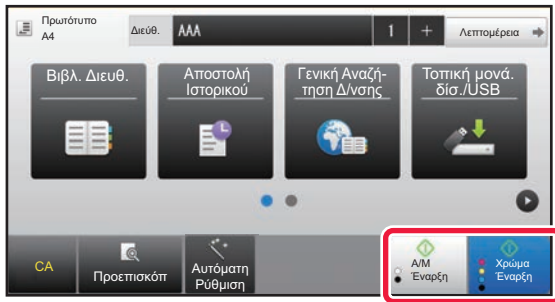 Πρωτότυπο
A4
Διεύθ.
AAA
1
+
Λεπτομέρεια
Βιβλ. Διευθ.
Αποστολή
Ιστορικού
Γενική Αναζή-
τηση Δ/νσης
Τοπική μονά.
δίσ./USB
CA
Προεπισκόπ
Αυτόματη
Ρύθμιση
Α/Μ
Έναρξη
Χρώμα
Έναρξη